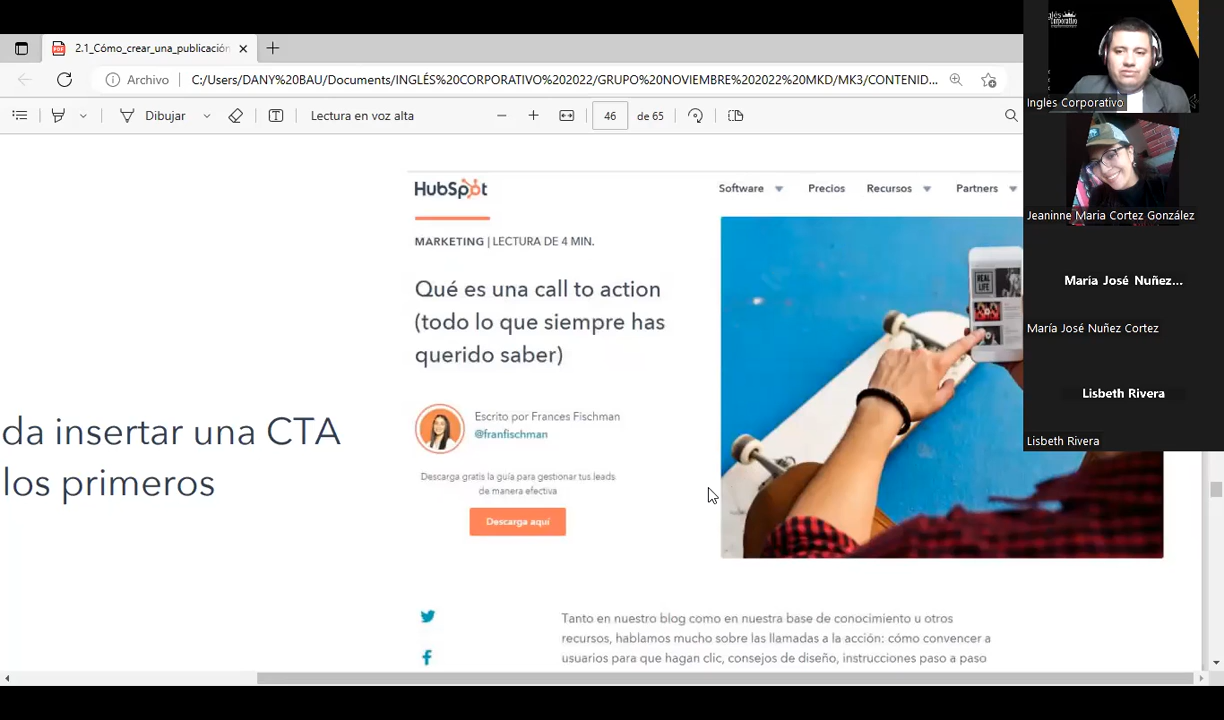 2.1_Cómo_crear_una_publicación
Archivo
C:/Users/DANY%20BAU/Documents/INGLÉS%20CORPORATIVO%202022/GRUPO%20NOVIEMBRE%202022%20MKD/MK3/CONTENID...
Dibujar
Lectura en voz alta
46
de 65
HubSpot
Software
Precios
Recursos
Partners
MARKETING | LECTURA DE 4 MIN.
Qué es una call to action
(todo lo que siempre has
querido saber)
Escrito por Frances Fischman
@franfischman
Descarga gratis la guía para gestionar tus leads
de manera efectiva
Descarga aquí
da insertar una CTA
los primeros
REAL
LIFE
Tanto en nuestro blog como en nuestra base de conocimiento u otros
recursos, hablamos mucho sobre las llamadas a la acción: cómo convencer a
usuarios para que hagan clic, consejos de diseño, instrucciones paso a paso
Ingles Corporativo
Jeaninne Maria Cortez González
María José Nuñez...
María José Nuñez Cortez
Lisbeth Rivera
Lisbeth Rivera